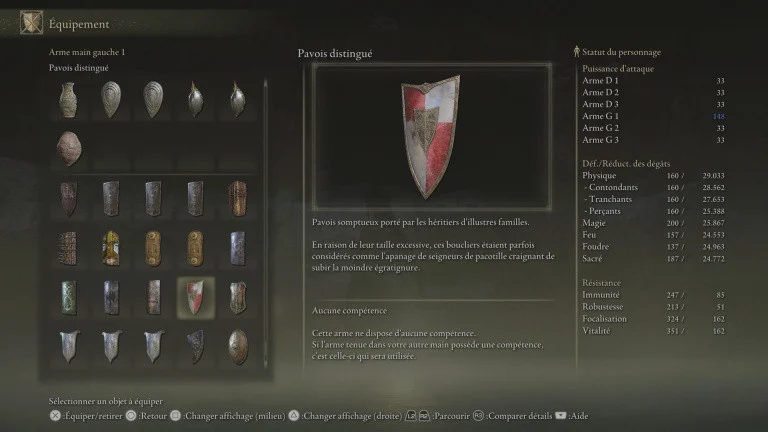 Équipement
Arme main gauche 1
Pavois distingué
Pavois distingué
Pavois somptueux porté par les héritiers d'illustres familles.
En raison de leur taille excessive, ces boucliers étaient parfois
considérés comme l'apanage de seigneurs de pacotille craignant de
subir la moindre égratignure.
Aucune compétence
Cette arme ne dispose d'aucune compétence.
Si l'arme tenue dans votre autre main possède une compétence,
c'est celle-ci qui sera utilisée.
Statut du personnage
Puissance d'attaque
Arme D 1 33
Arme D 2 33
Arme D 3 33
Arme G 1 148
Arme G 2 33
Arme G 3 33
Déf./Réduct. des dégâts
Physique 160 / 29.033
- Contondants 160 / 28.562
- Tranchants 160 / 27.653
- Perçants 160 / 25.388
Magie 200 / 25.867
Feu 157 / 24.553
Foudre 137 / 24.963
Sacré 187 / 24.772
Résistance
Immunité 247 / 85
Robustesse 213 / 51
Focalisation 324 / 162
Vitalité 351 / 162
Sélectionner un objet à équiper
:Équiper/retirer :Retour :Changer affichage (milieu) :Changer affichage (droite) L2 R2 :Parcourir R3 :Comparer détails :Aide